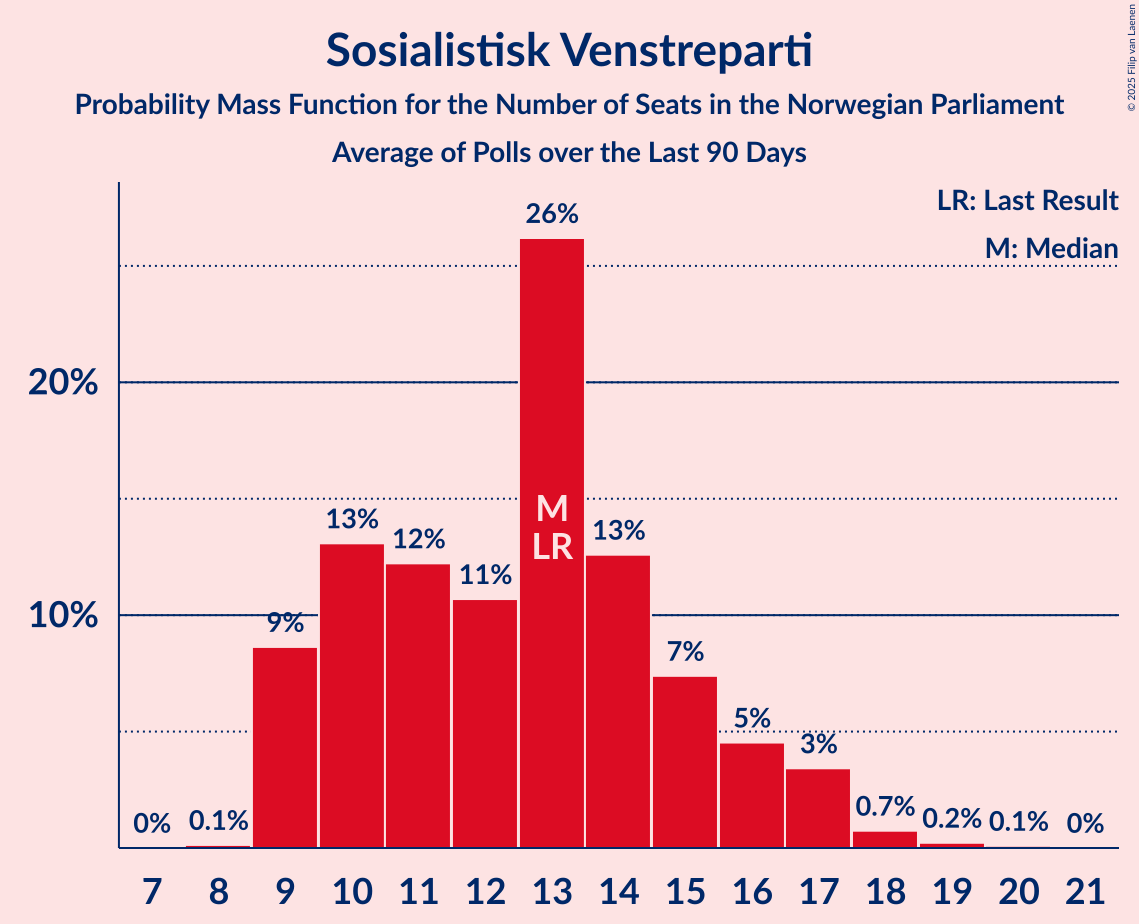 Sosialistisk Venstreparti
Probability Mass Function for the Number of Seats in the Norwegian Parliament
Average of Polls over the Last 90 Days
© 2025 Filip van Laenen
LR: Last Result
M: Median
26%
20%
M
LR
13%
12%
13%
11%
10%
9%
7%
5%
3%
0%
0.1%
0.7%
0.2%
0.1%
0%
7 8 9 10 11 12 13 14 15 16 17 18 19 20 21